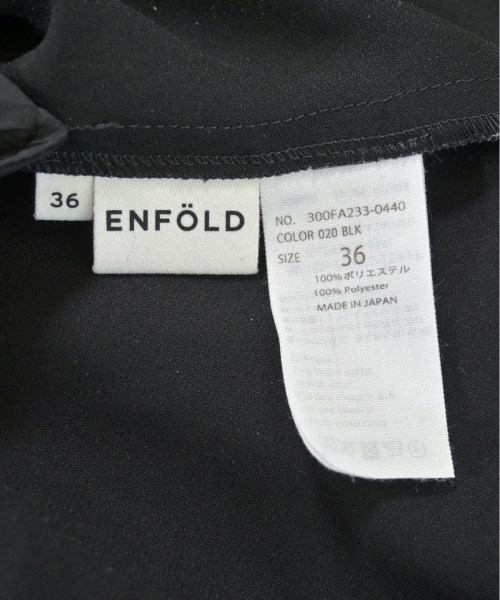 36
ENFÖLD
NO. 300FA233-0440
COLOR 020 BLK
SIZE 36
100%ポリエステル
100% Polyester
MADE IN JAPAN